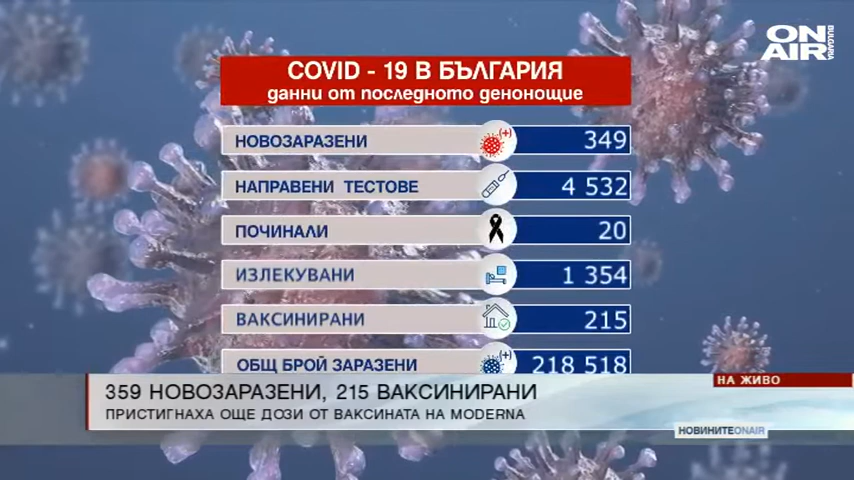 ON AIR BULGARIA
COVID - 19 В БЪЛГАРИЯ
данни от последното денонощие
НОВОЗАРАЗЕНИ (+) 349
НАПРАВЕНИ ТЕСТОВЕ 4 532
ПОЧИНАЛИ 20
ИЗЛЕКУВАНИ 1 354
ВАКСИНИРАНИ 215
ОБЩ БРОЙ ЗАРАЗЕНИ (+) 218 518
НА ЖИВО
359 НОВОЗАРАЗЕНИ, 215 ВАКСИНИРАНИ
ПРИСТИГНАХА ОЩЕ ДОЗИ ОТ ВАКСИНАТА НА MODERNA
НОВИНИТЕONAIR